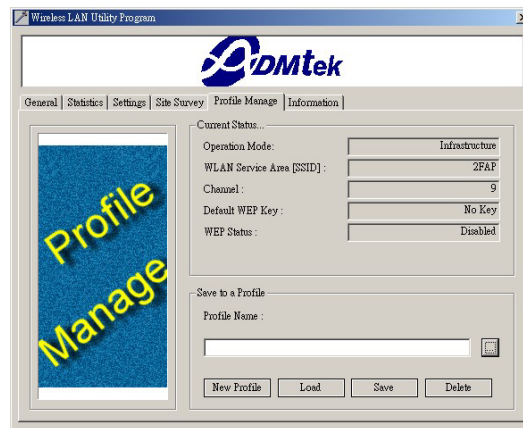 Wireless LAN Utility Program
ADMtek
General Statistics Settings Site Survey Profile Manage Information
Profile
Manage
Current Status...
Operation Mode: Infrastructure
WLAN Service Area [SSID] : 2FAP
Channel : 9
Default WEP Key : No Key
WEP Status : Disabled
Save to a Profile
Profile Name :
...
New Profile Load Save Delete